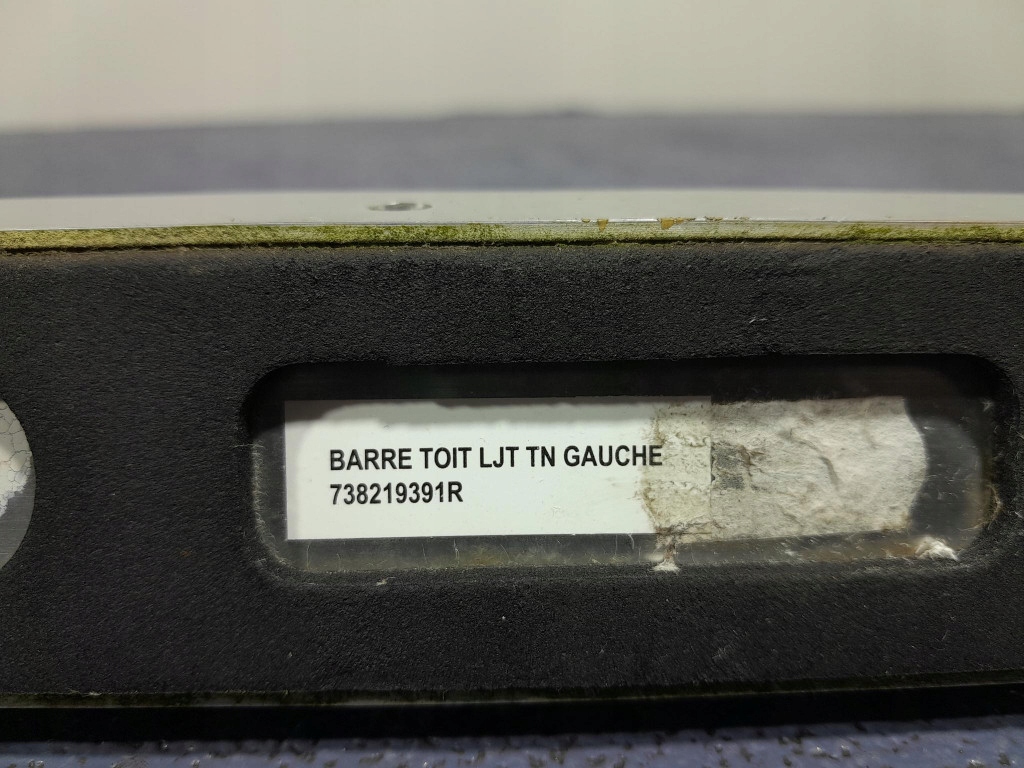 BARRE TOIT LJT TN GAUCHE
738219391R